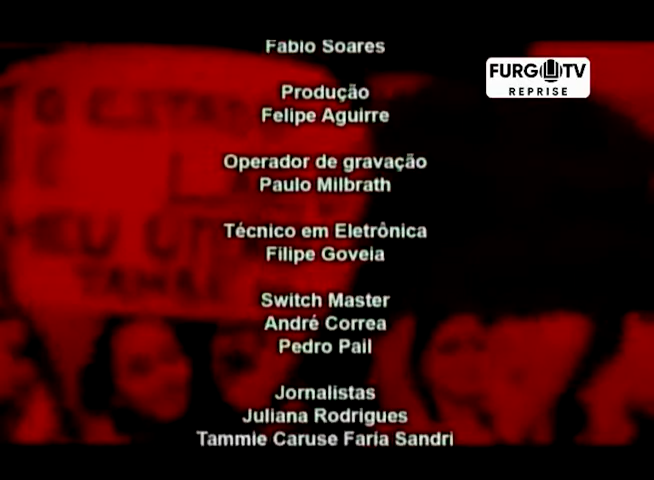 Fabio Soares
FURG TV
REPRISE
Produção
Felipe Aguirre
Operador de gravação
Paulo Milbrath
Técnico em Eletrônica
Filipe Goveia
Switch Master
André Correa
Pedro Pail
Jornalistas
Juliana Rodrigues
Tammie Caruse Faria Sandri
MEU